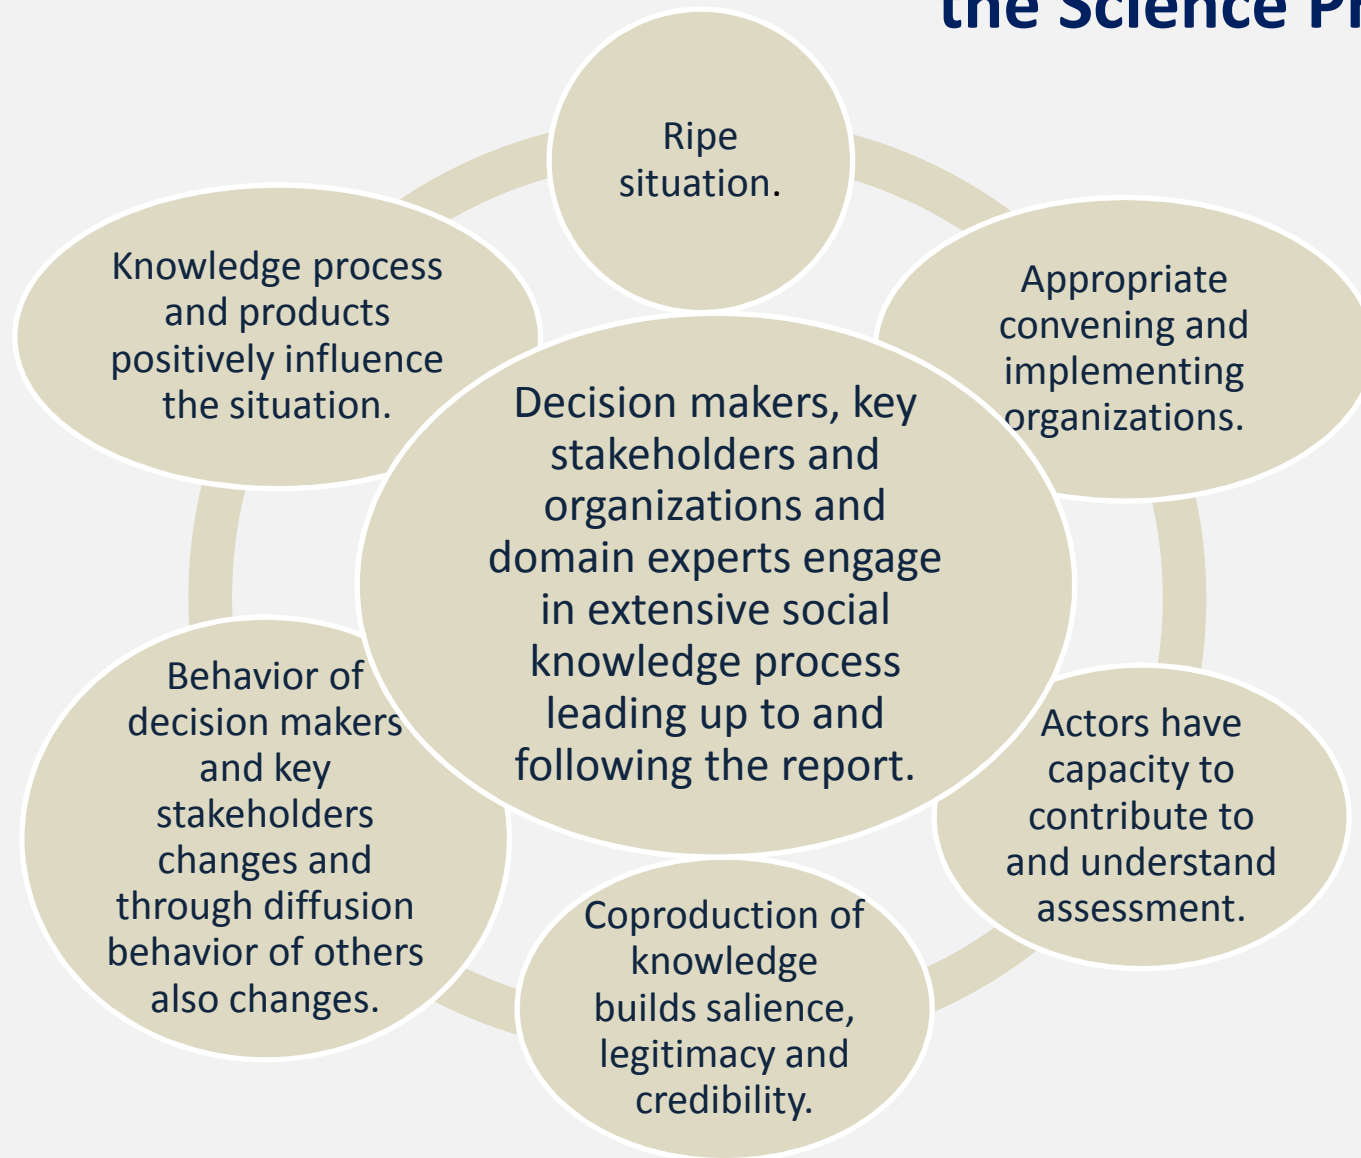 the Science
Ripe
situation.
Appropriate
convening and
implementing
organizations.
Actors have
capacity to
contribute to
and understand
assessment.
Coproduction of
knowledge
builds salience,
legitimacy and
credibility.
Behavior of
decision makers
and key
stakeholders
changes and
through diffusion
behavior of others
also changes.
Knowledge process
and products
positively influence
the situation.
Decision makers, key
stakeholders and
organizations and
domain experts engage
in extensive social
knowledge process
leading up to and
following the report.